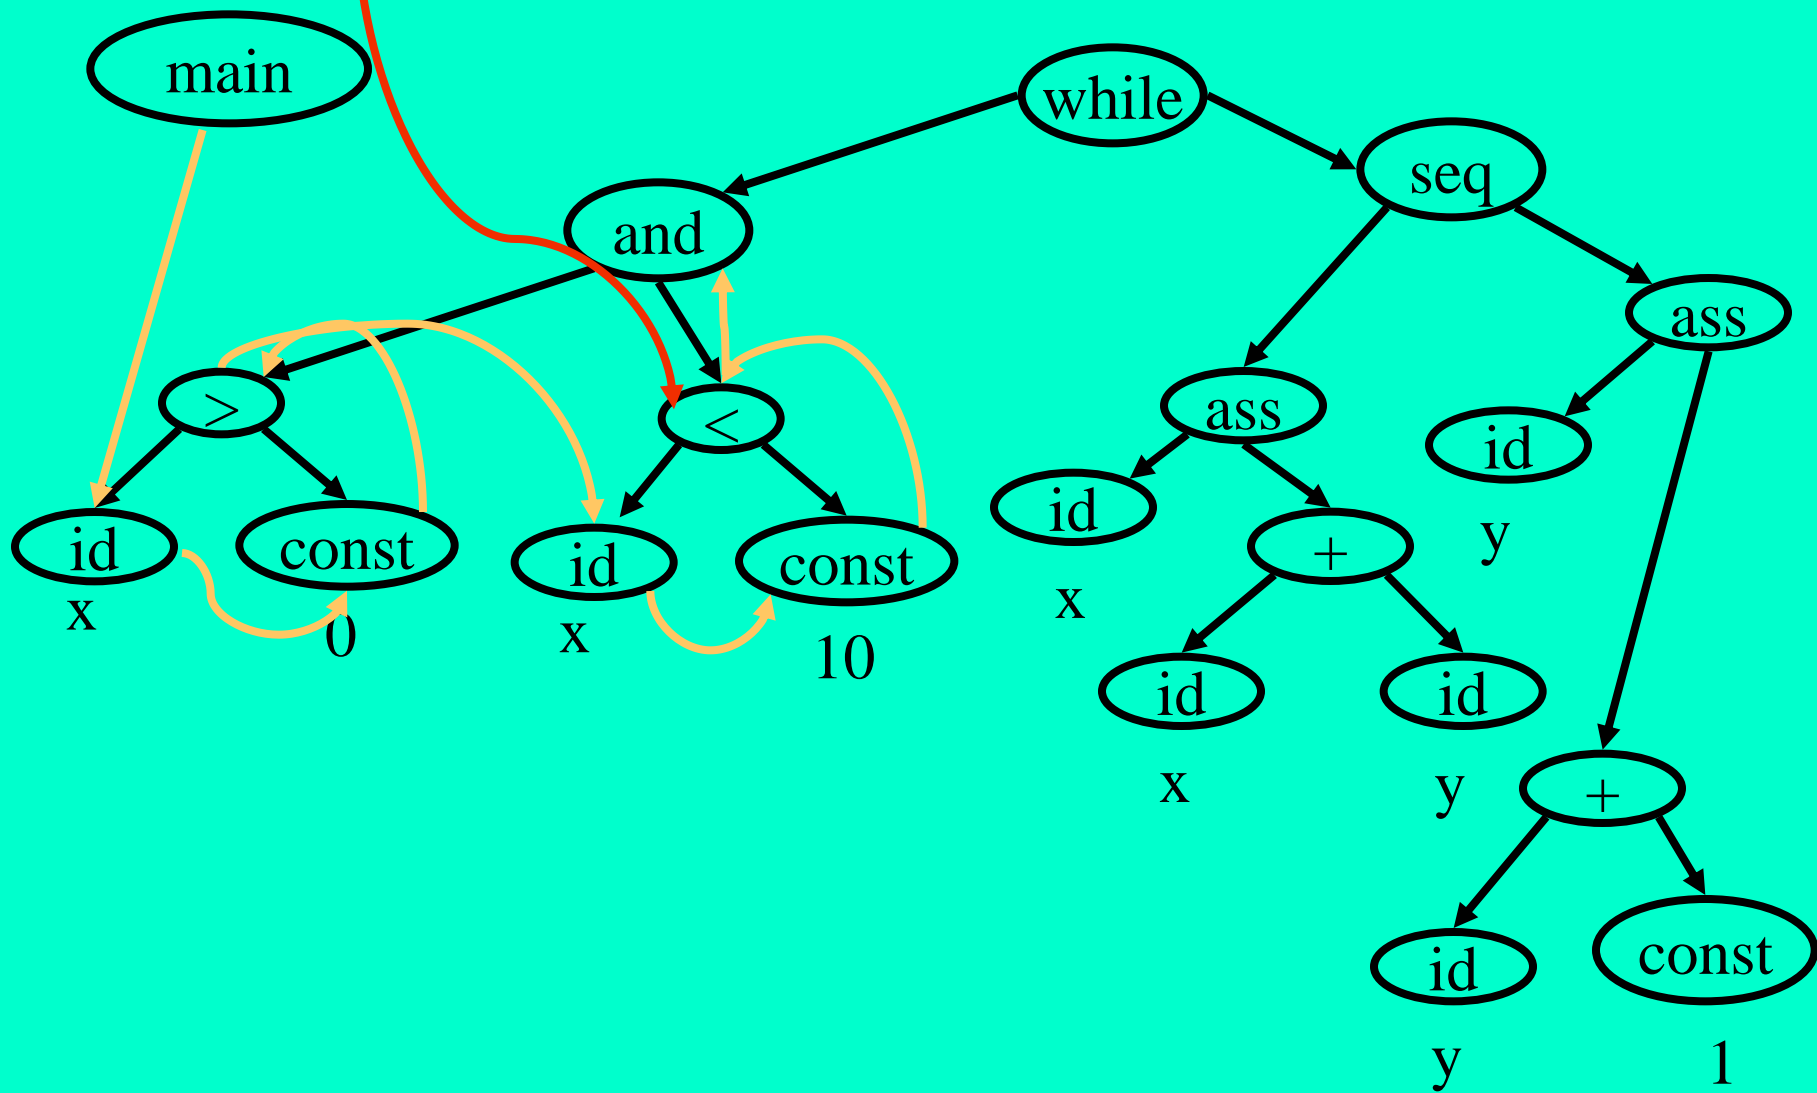 main
while
seq
and
ass
>
<
ass
id
id
const
id
const
id
+
y
x
0
x
10
x
id
id
x
y
+
id
const
y
1